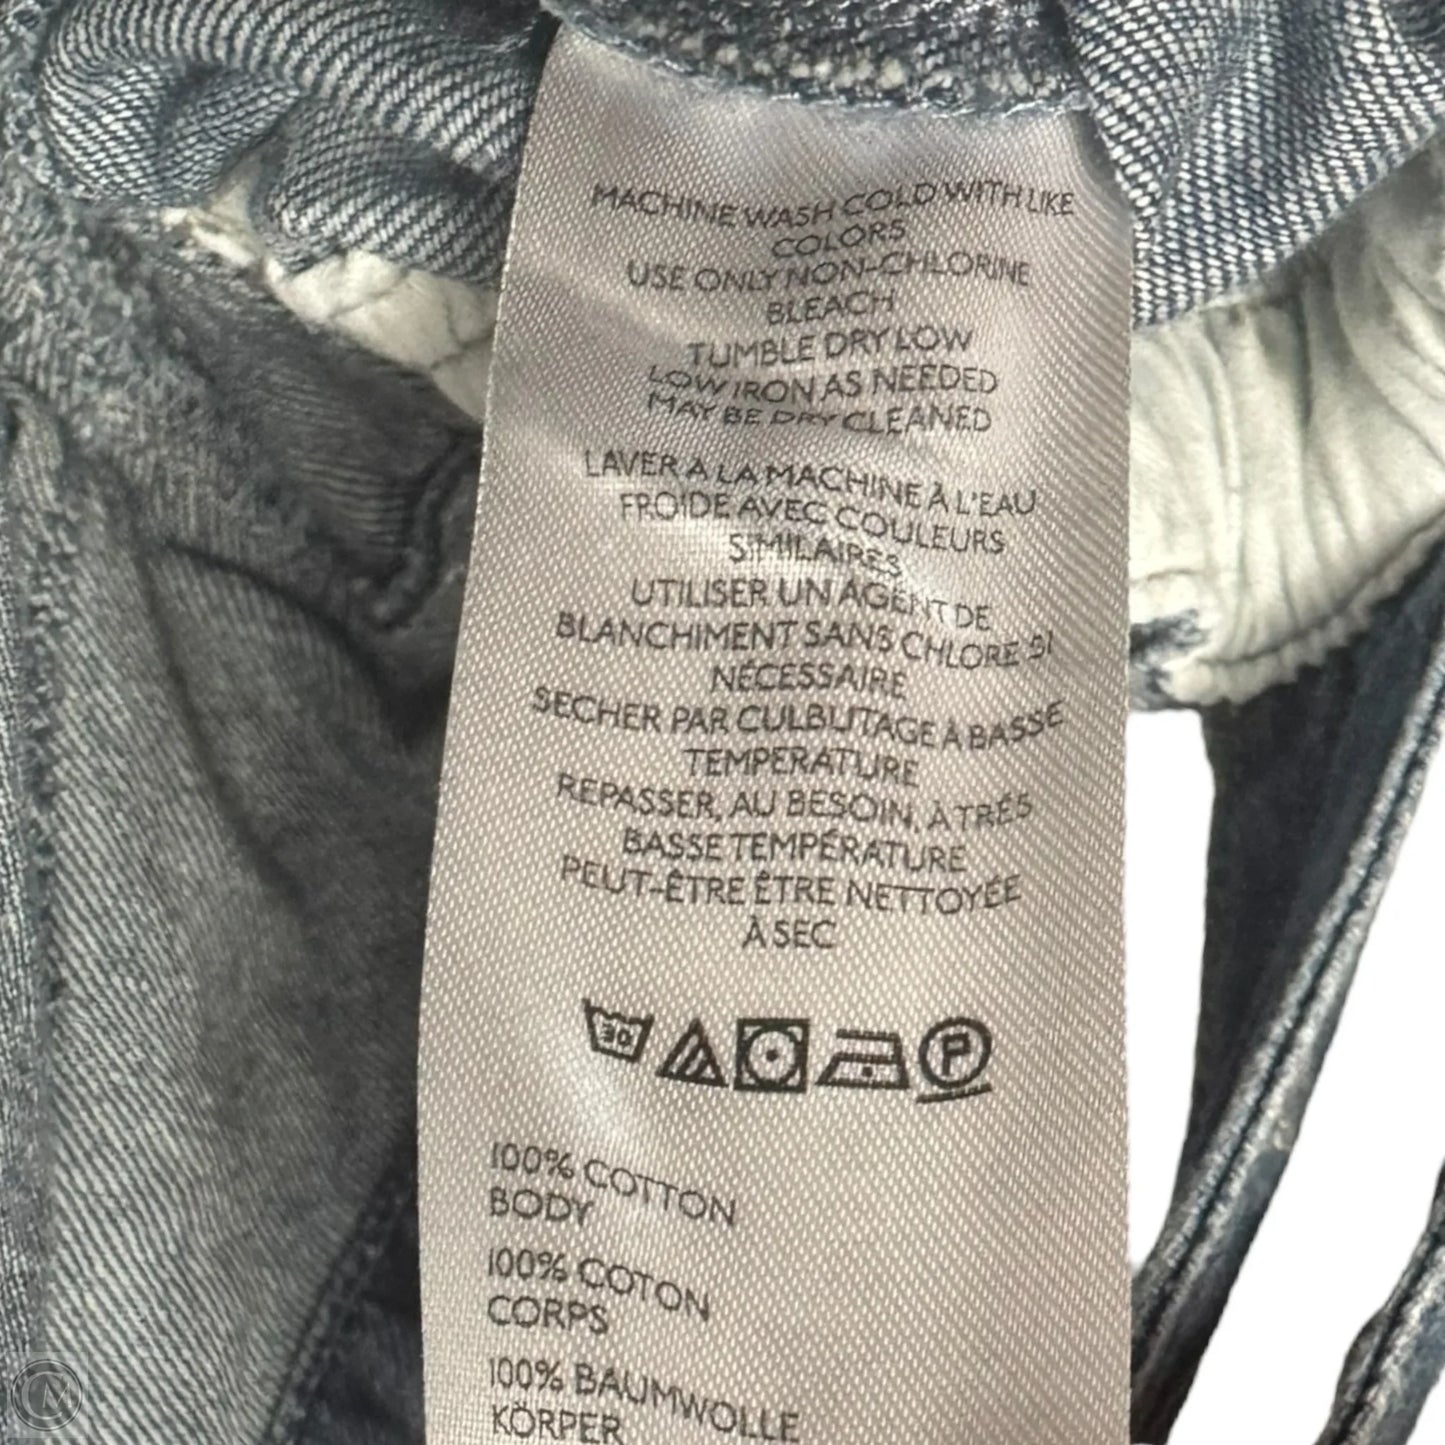 MACHINE WASH COLD WITH LIKE
COLORS
USE ONLY NON-CHLORINE
BLEACH
TUMBLE DRY LOW
LOW IRON AS NEEDED
MAY BE DRY CLEANED
LAVER A LA MACHINE À L'EAU
FROIDE AVEC COULEURS
SIMILAIRES
UTILISER UN AGENT DE
BLANCHIMENT SANS CHLORE SI
NÉCESSAIRE
SECHER PAR CULBUTAGE À BASSE
TEMPERATURE
REPASSER, AU BESOIN, À TRÉS
BASSE TEMPÉRATURE
PEUT-ÊTRE ÊTRE NETTOYÉE
À SEC
30 P
100% COTTON
BODY
100% COTON
CORPS
100% BAUMWOLLE
KÖRPER
CM